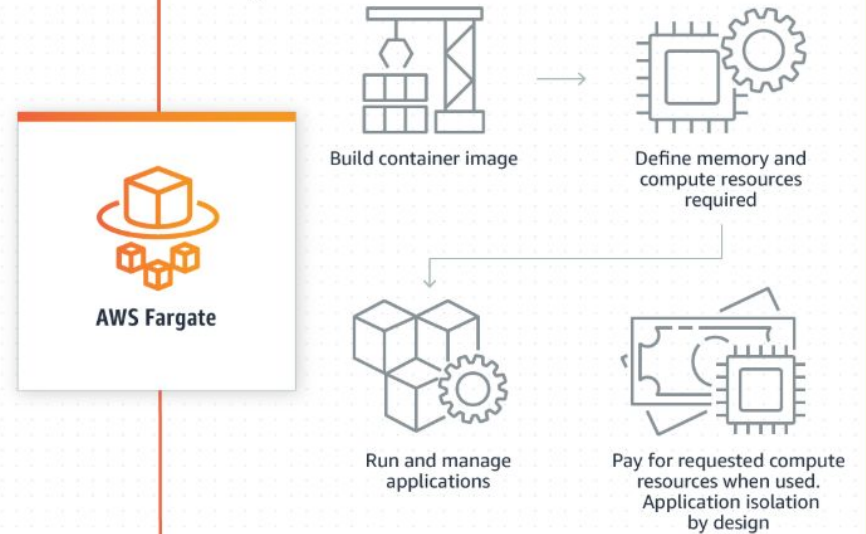 AWS Fargate
Build container image
Define memory and
compute resources
required
Run and manage
applications
Pay for requested compute
resources when used.
Application isolation
by design